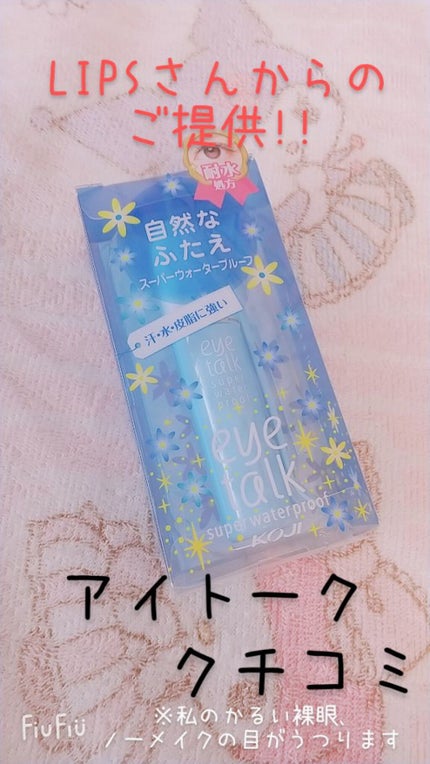 LIPSさんからの
ご提供!!
耐水
処方
自然な
ふたえ
スーパーウォータープルーフ
汗・水・皮脂に強い
eye
talk
super
water
proof
eye
talk
superwaterproof
KOJI
アイトーク
クチコミ
FiuFiu
※私のかるい裸眼、
ノーメイクの目がうつります